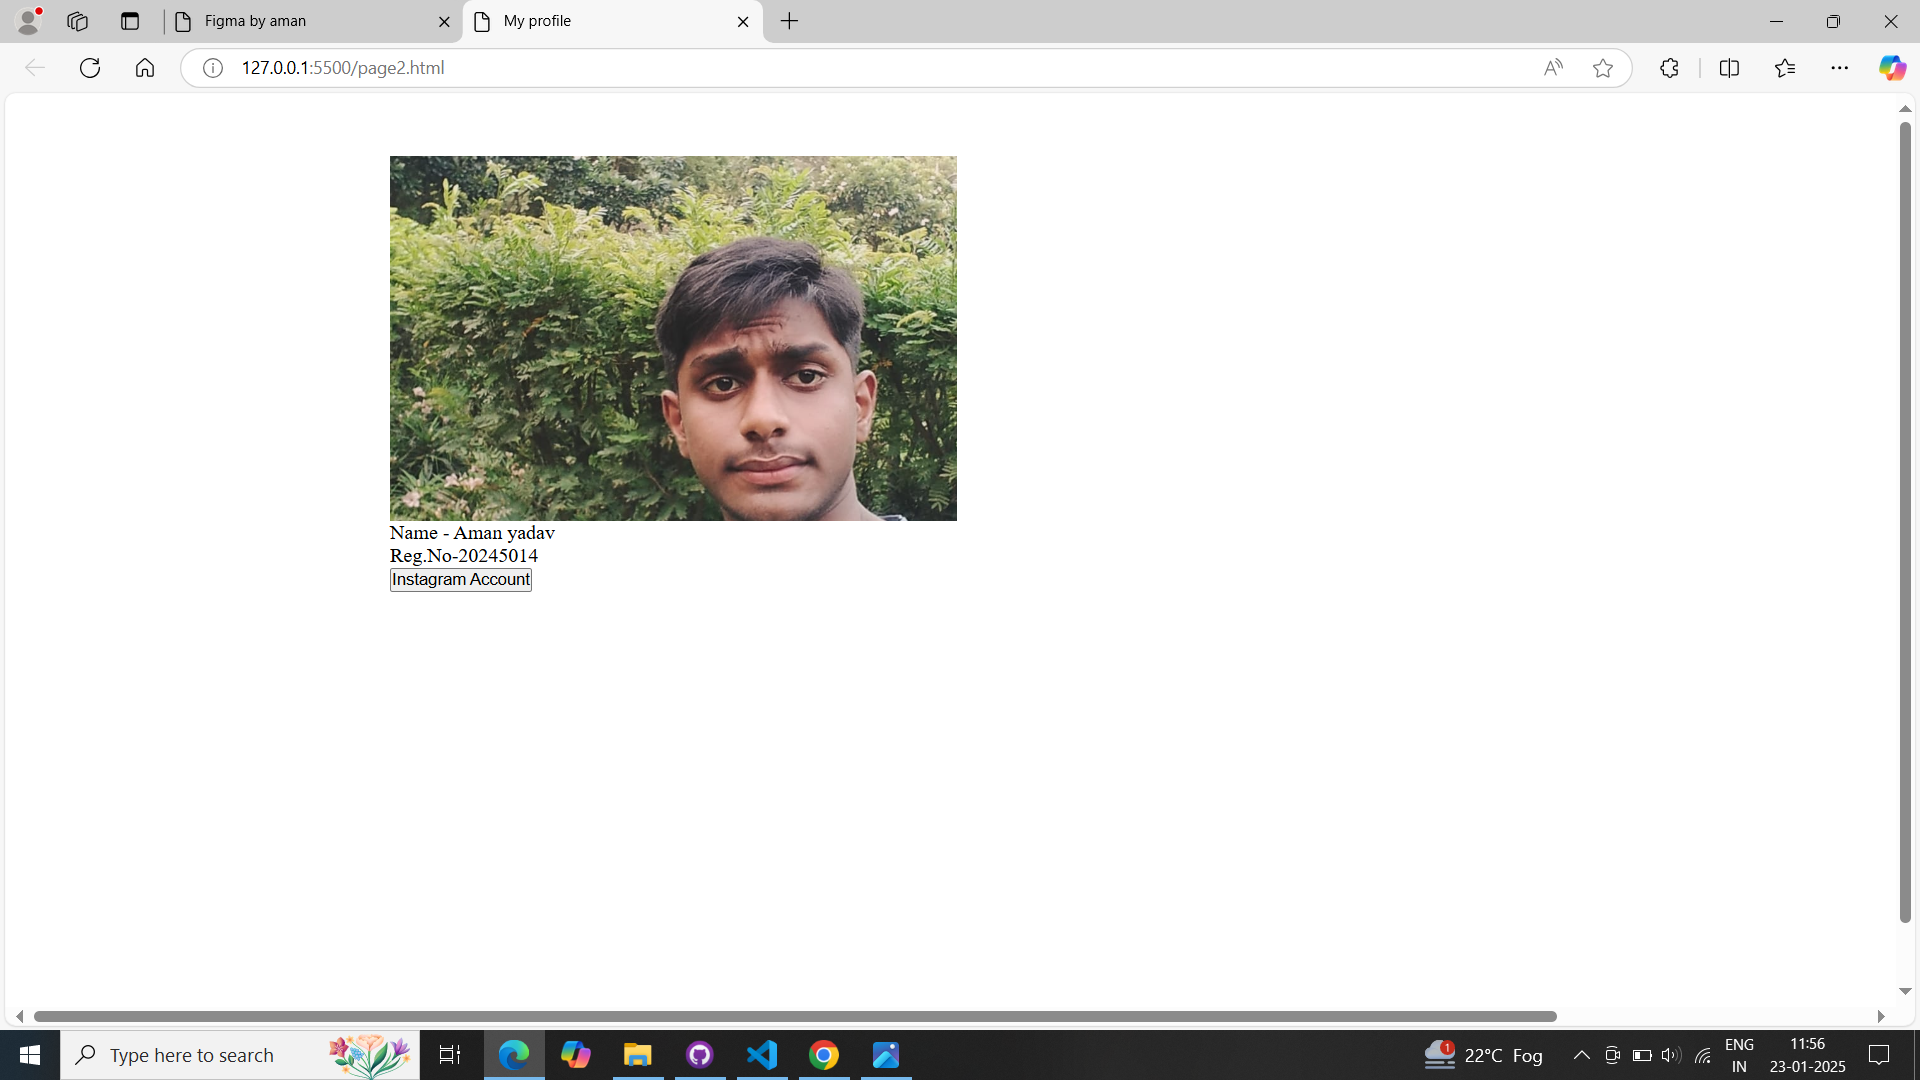 Figma by aman
My profile
127.0.0.1:5500/page2.html
Name - Aman yadav
Reg.No-20245014
Instagram Account
Type here to search
1
22°C Fog
ENG
IN
11:56
23-01-2025